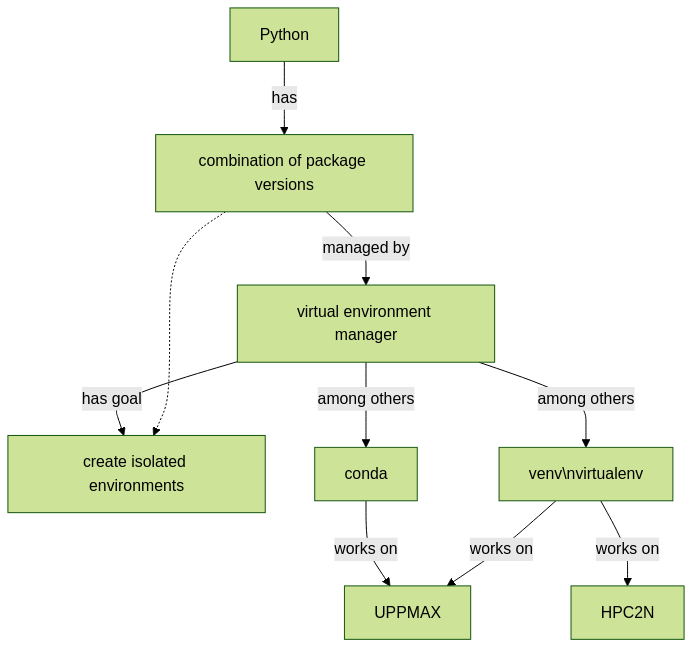 Python
has
combination of package
versions
managed by
virtual environment
manager
has goal
among others
among others
create isolated
environments
conda
venv\nvirtualenv
works on
works on
works on
UPPMAX
HPC2N